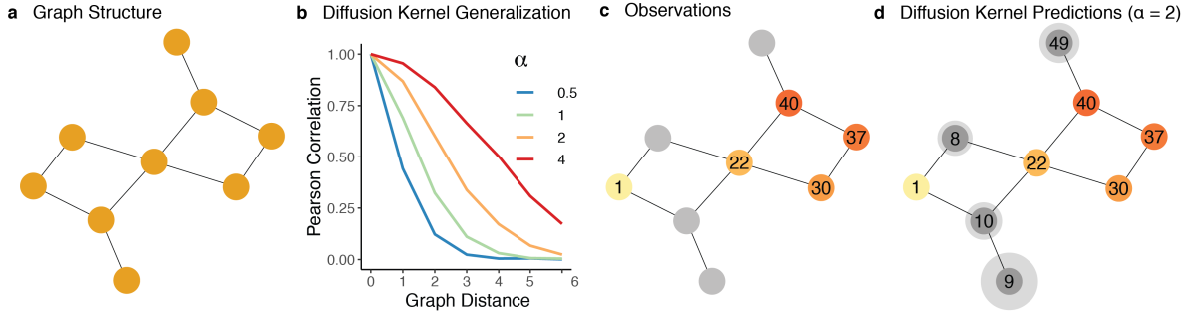 a Graph Structure
b Diffusion Kernel Generalization
c Observations
d Diffusion Kernel Predictions (α = 2)
Pearson Correlation
1.00
0.75
0.50
0.25
0.00
0 1 2 3 4 5 6
Graph Distance
α
0.5
1
2
4
40
37
22
1
30
49
40
37
8
22
1
30
10
9